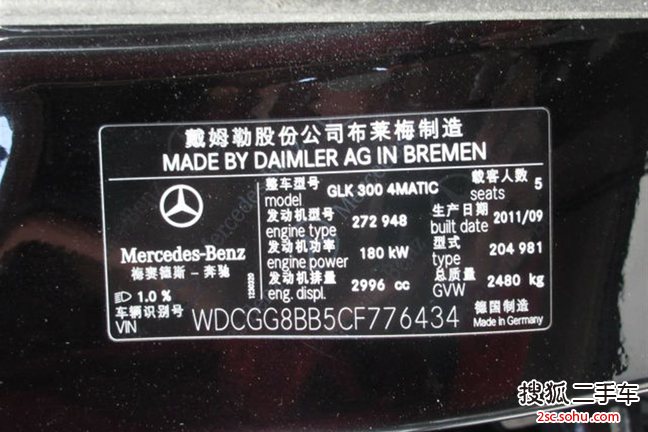 戴姆勒股份公司布莱梅制造
MADE BY DAIMLER AG IN BREMEN
Mercedes-Benz
梅赛德斯-奔驰
整车型号 model GLK 300 4MATIC
载客人数 seats 5
发动机型号 engine type 272 948
生产日期 built date 2011/09
发动机功率 engine power 180 kW
型式 type 204 981
发动机排量 eng. displ. 2996 cc
总质量 GVW 2480 kg
1.0 %
车辆识别号 VIN WDCGG8BB5CF776434
德国制造
Made in Germany
搜狐二手车
2sc.sohu.com